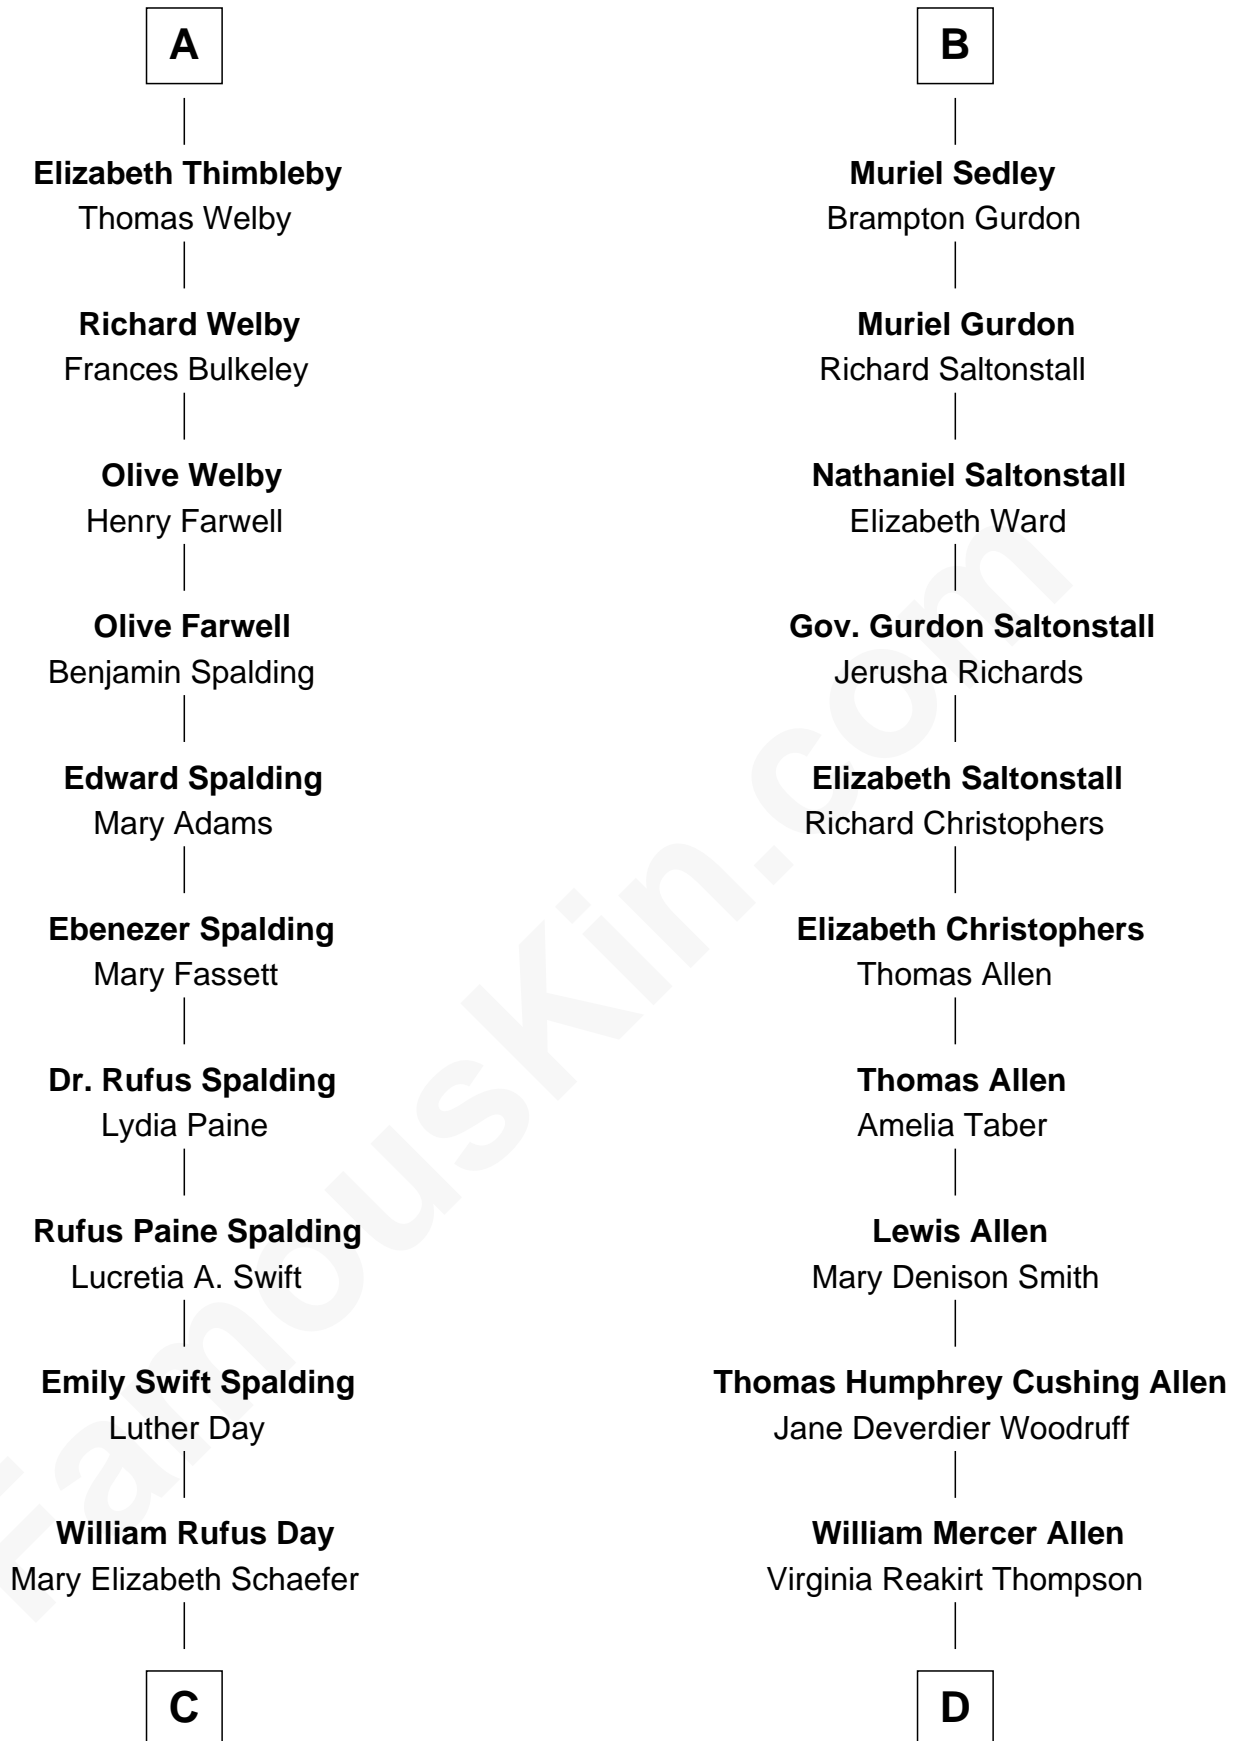 A
Elizabeth Thimbleby
Thomas Welby
Richard Welby
Frances Bulkeley
Olive Welby
Henry Farwell
Olive Farwell
Benjamin Spalding
Edward Spalding
Mary Adams
Ebenezer Spalding
Mary Fassett
Dr. Rufus Spalding
Lydia Paine
Rufus Paine Spalding
Lucretia A. Swift
Emily Swift Spalding
Luther Day
William Rufus Day
Mary Elizabeth Schaefer
C
B
Muriel Sedley
Brampton Gurdon
Muriel Gurdon
Richard Saltonstall
Nathaniel Saltonstall
Elizabeth Ward
Gov. Gurdon Saltonstall
Jerusha Richards
Elizabeth Saltonstall
Richard Christophers
Elizabeth Christophers
Thomas Allen
Thomas Allen
Amelia Taber
Lewis Allen
Mary Denison Smith
Thomas Humphrey Cushing Allen
Jane Deverdier Woodruff
William Mercer Allen
Virginia Reakirt Thompson
D
FamousKin.com